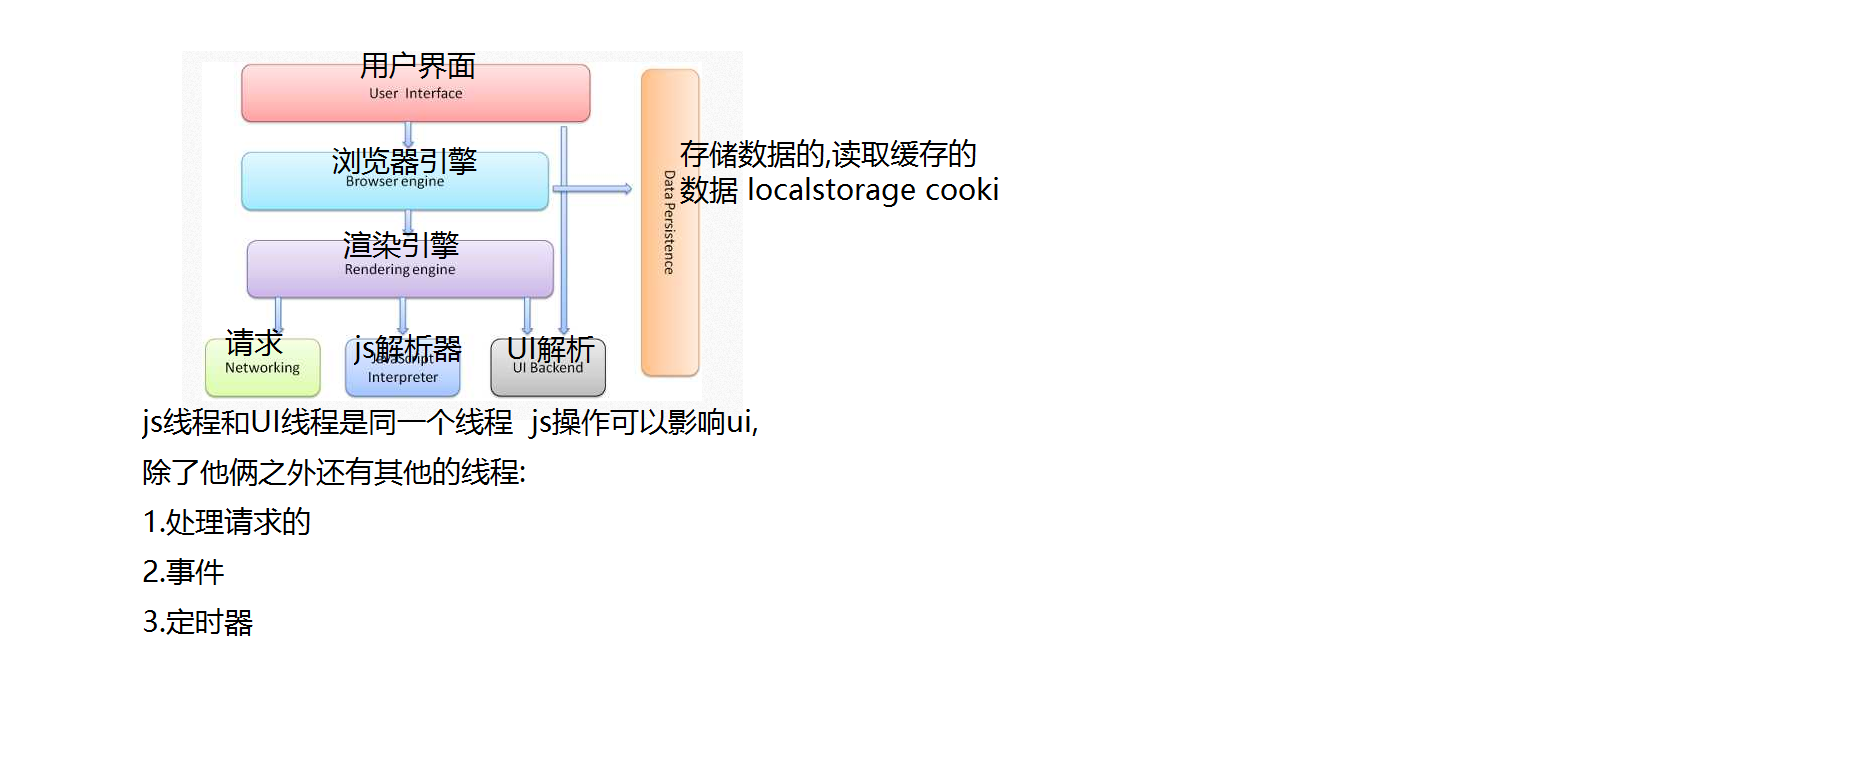 用户界面
User Interface
浏览器引擎
Browser engine
存储数据的,读取缓存的
数据 localstorage cooki
Data Persistence
渲染引擎
Rendering engine
请求
Networking
js解析器
JavaScript
Interpreter
UI解析
UI Backend
js线程和UI线程是同一个线程 js操作可以影响ui,
除了他俩之外还有其他的线程:
1.处理请求的
2.事件
3.定时器